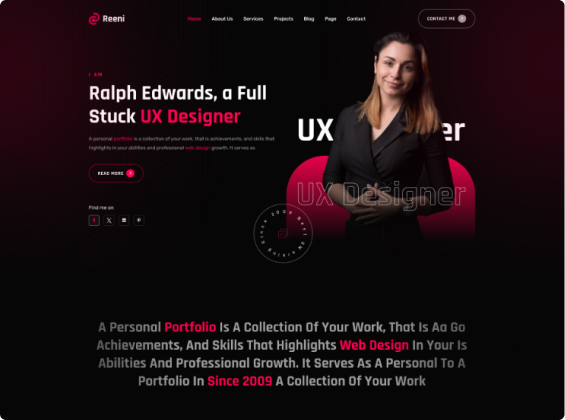 Reeni
Home About Us Services Projects Blog Page Contact
CONTACT ME
I AM
Ralph Edwards, a Full
Stuck UX Designer
A personal portfolio is a collection of your work, that is achievements, and skills that
highlights in your abilities and professional web design growth. It serves as
READ MORE
UX er
UX Designer
Find me on
Since 2009
A Personal Portfolio Is A Collection Of Your Work, That Is Aa Go
Achievements, And Skills That Highlights Web Design In Your Is
Abilities And Professional Growth. It Serves As A Personal To A
Portfolio In Since 2009 A Collection Of Your Work